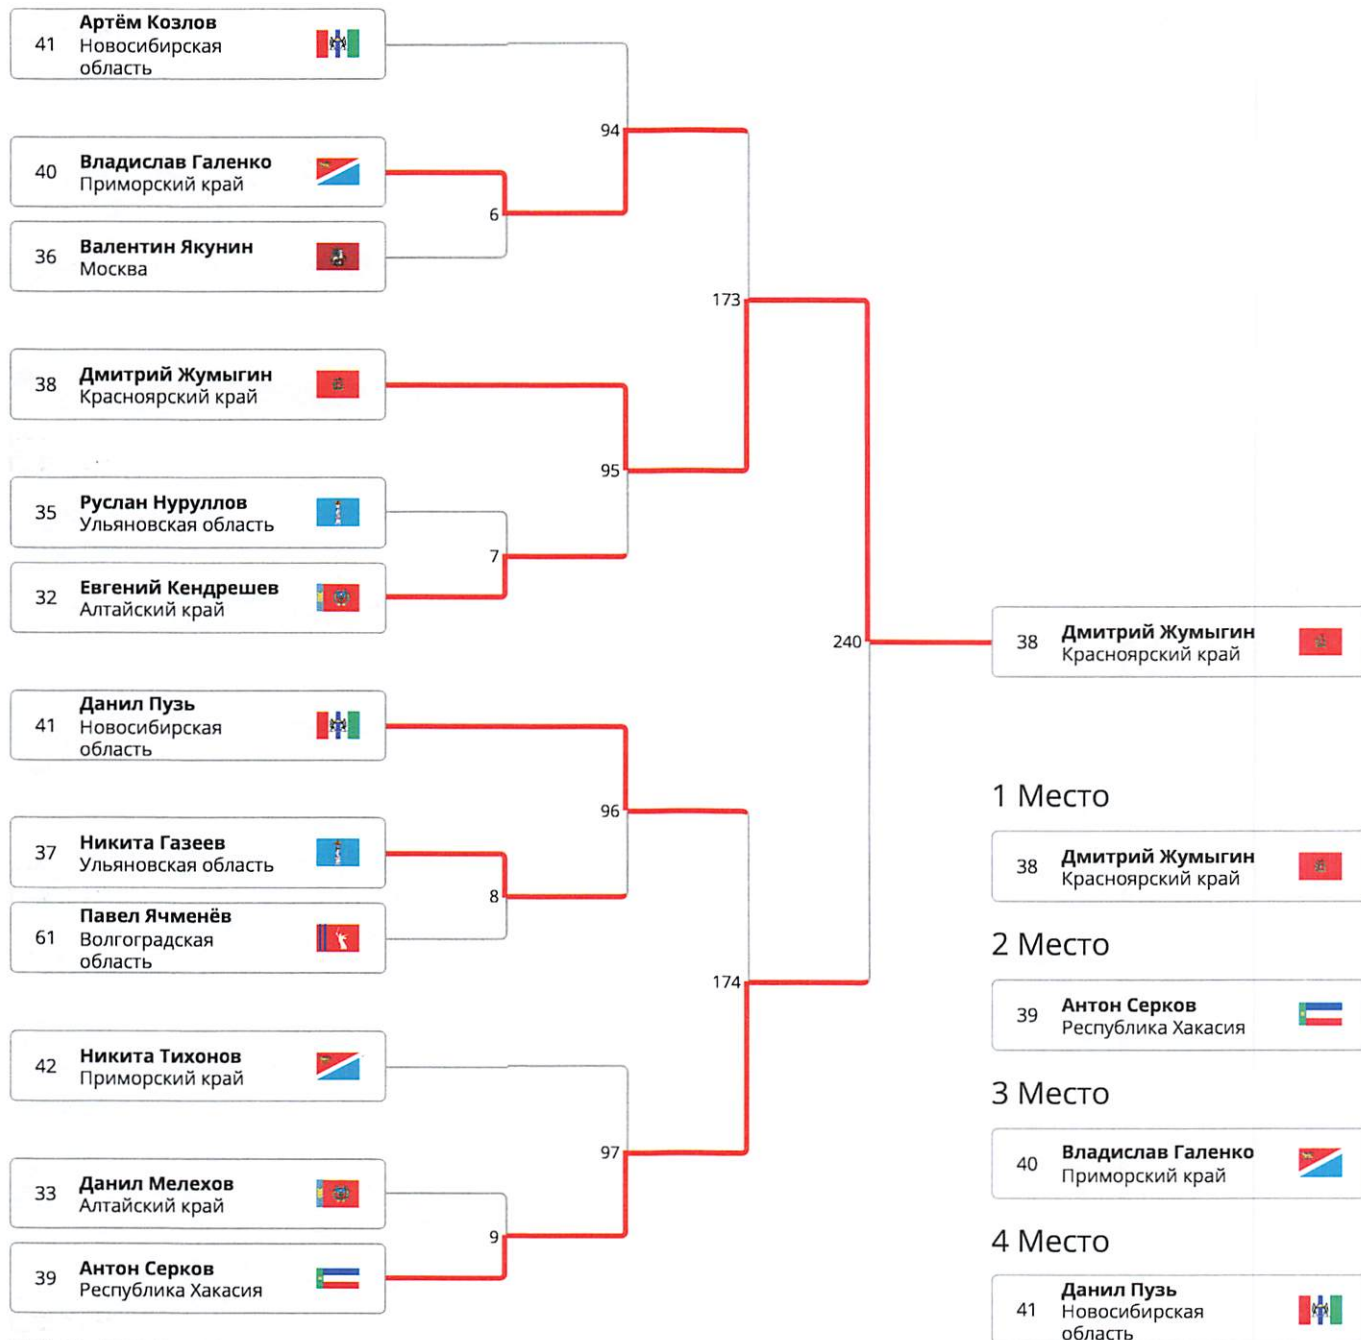 41
Артём Козлов
Новосибирская
область
94
40
Владислав Галенко
Приморский край
6
36
Валентин Якунин
Москва
173
38
Дмитрий Жумыгин
Красноярский край
95
35
Руслан Нуруллов
Ульяновская область
7
32
Евгений Кендрешев
Алтайский край
240
38
Дмитрий Жумыгин
Красноярский край
41
Данил Пузь
Новосибирская
область
96
37
Никита Газеев
Ульяновская область
8
61
Павел Ячменёв
Волгоградская
область
174
42
Никита Тихонов
Приморский край
97
33
Данил Мелехов
Алтайский край
9
39
Антон Серков
Республика Хакасия
1 Место
38
Дмитрий Жумыгин
Красноярский край
2 Место
39
Антон Серков
Республика Хакасия
3 Место
40
Владислав Галенко
Приморский край
4 Место
41
Данил Пузь
Новосибирская
область